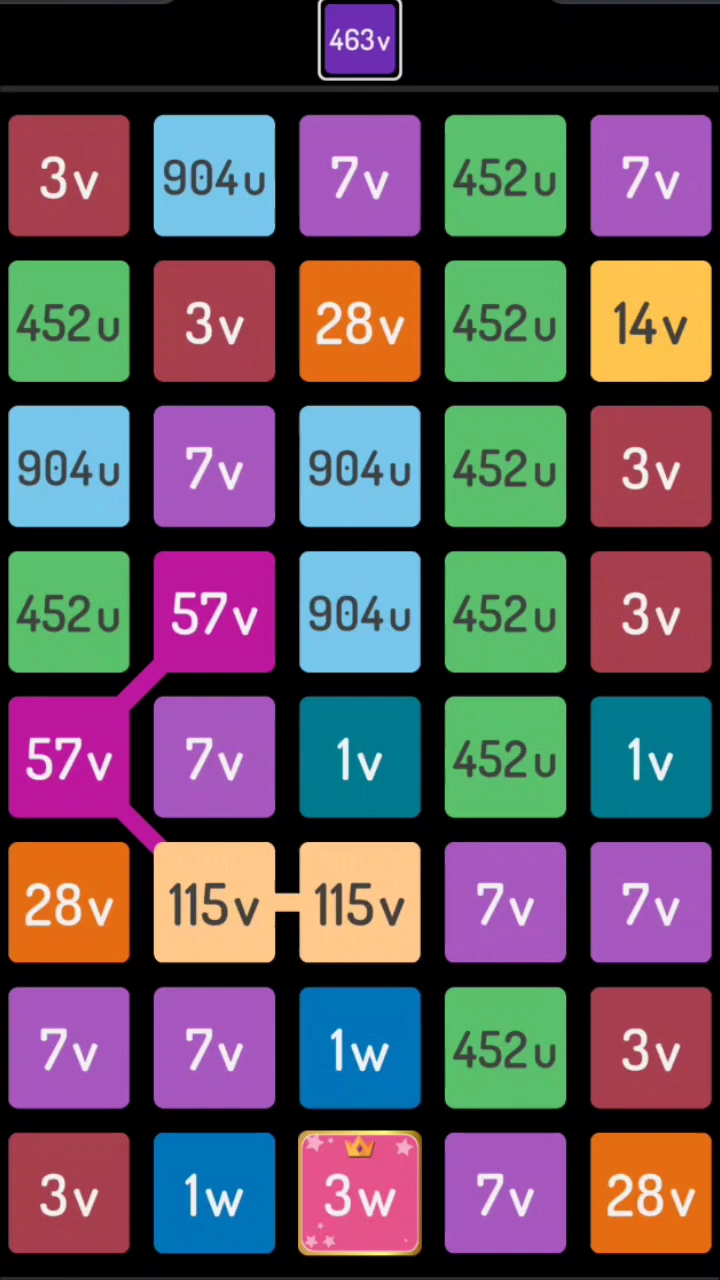 463v
3v 904u 7v 452u 7v
452u 3v 28v 452u 14v
904u 7v 904u 452u 3v
452u 57v 904u 452u 3v
57v 7v 1v 452u 1v
28v 115v 115v 7v 7v
7v 7v 1w 452u 3v
3v 1w 3w 7v 28v